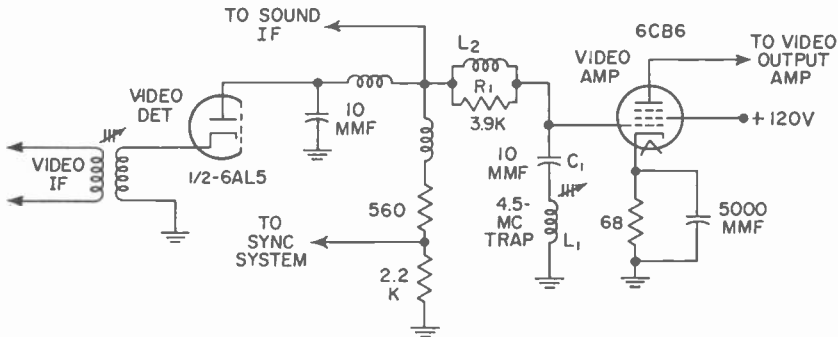 TO SOUND
IF
L2
6CB6
VIDEO
AMP
TO VIDEO
OUTPUT
AMP
VIDEO
DET
10
MMF
R1
3.9K
+120V
VIDEO
IF
1/2-6AL5
10
MMF
C1
560
4.5-
MC
TRAP
L1
68
5000
MMF
TO
SYNC
SYSTEM
2.2
K